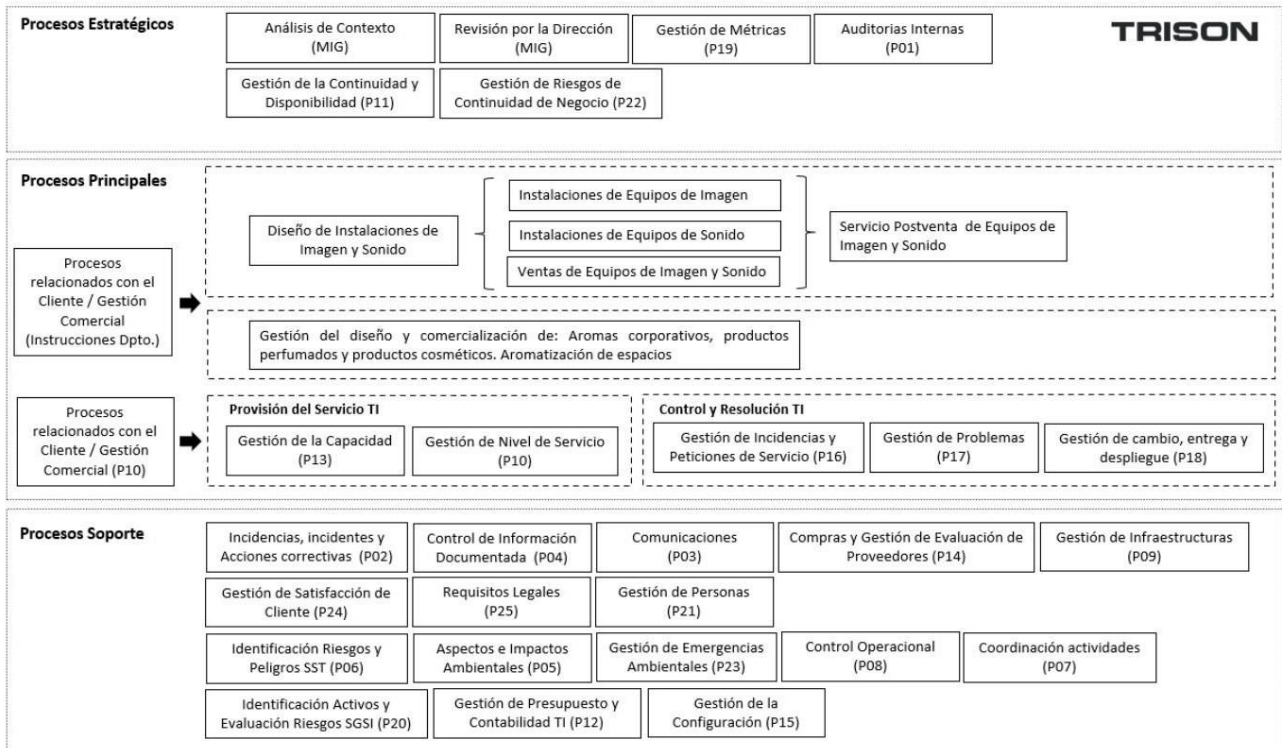 Procesos Estratégicos
TRISON
Análisis de Contexto
(MIG)
Revisión por la Dirección
(MIG)
Gestión de Métricas
(P19)
Auditorias Internas
(P01)
Gestión de la Continuidad y
Disponibilidad (P11)
Gestión de Riesgos de
Continuidad de Negocio (P22)
Procesos Principales
Procesos
relacionados con el
Cliente / Gestión
Comercial
(Instrucciones Dpto.)
Diseño de Instalaciones de
Imagen y Sonido
Instalaciones de Equipos de Imagen
Instalaciones de Equipos de Sonido
Ventas de Equipos de Imagen y Sonido
Servicio Postventa de Equipos de
Imagen y Sonido
Gestión del diseño y comercialización de: Aromas corporativos, productos
perfumados y productos cosméticos. Aromatización de espacios
Procesos
relacionados con el
Cliente / Gestión
Comercial (P10)
Provisión del Servicio TI
Gestión de la Capacidad
(P13)
Gestión de Nivel de Servicio
(P10)
Control y Resolución TI
Gestión de Incidencias y
Peticiones de Servicio (P16)
Gestión de Problemas
(P17)
Gestión de cambio, entrega y
despliegue (P18)
Procesos Soporte
Incidencias, incidentes y
Acciones correctivas (P02)
Control de Información
Documentada (P04)
Comunicaciones
(P03)
Compras y Gestión de Evaluación de
Proveedores (P14)
Gestión de Infraestructuras
(P09)
Gestión de Satisfacción de
Cliente (P24)
Requisitos Legales
(P25)
Gestión de Personas
(P21)
Identificación Riesgos y
Peligros SST (P06)
Aspectos e Impactos
Ambientales (P05)
Gestión de Emergencias
Ambientales (P23)
Control Operacional
(P08)
Coordinación actividades
(P07)
Identificación Activos y
Evaluación Riesgos SGSI (P20)
Gestión de Presupuesto y
Contabilidad TI (P12)
Gestión de la
Configuración (P15)